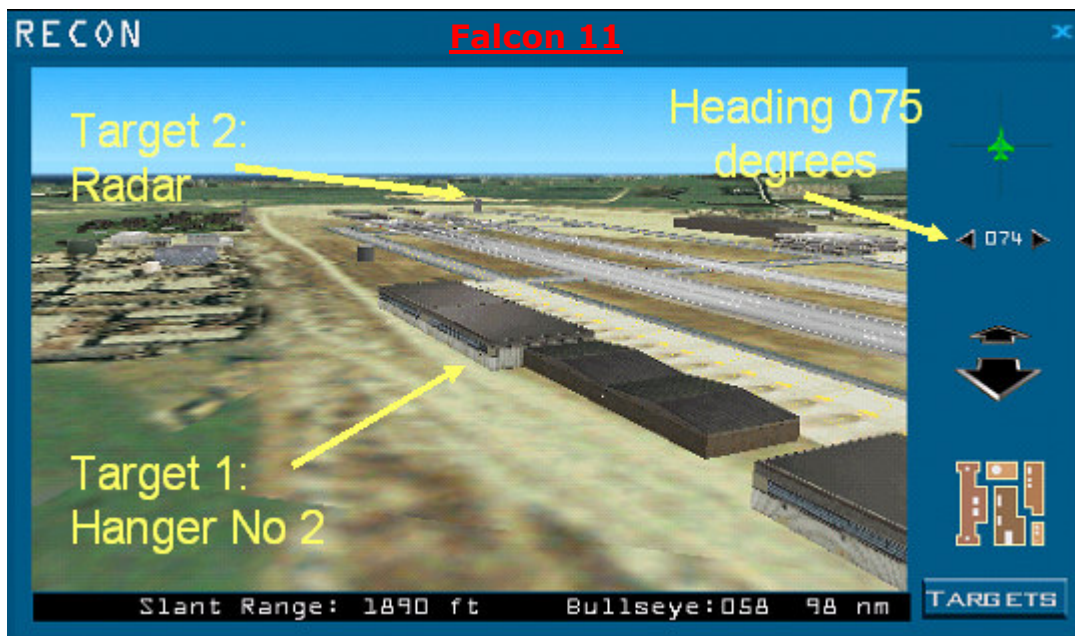 RECON
Falcon 11
Target 2:
Radar
Heading 075
degrees
074
Target 1:
Hanger No 2
Slant Range: 1890 ft Bullseye:058 98 nm
TARGETS